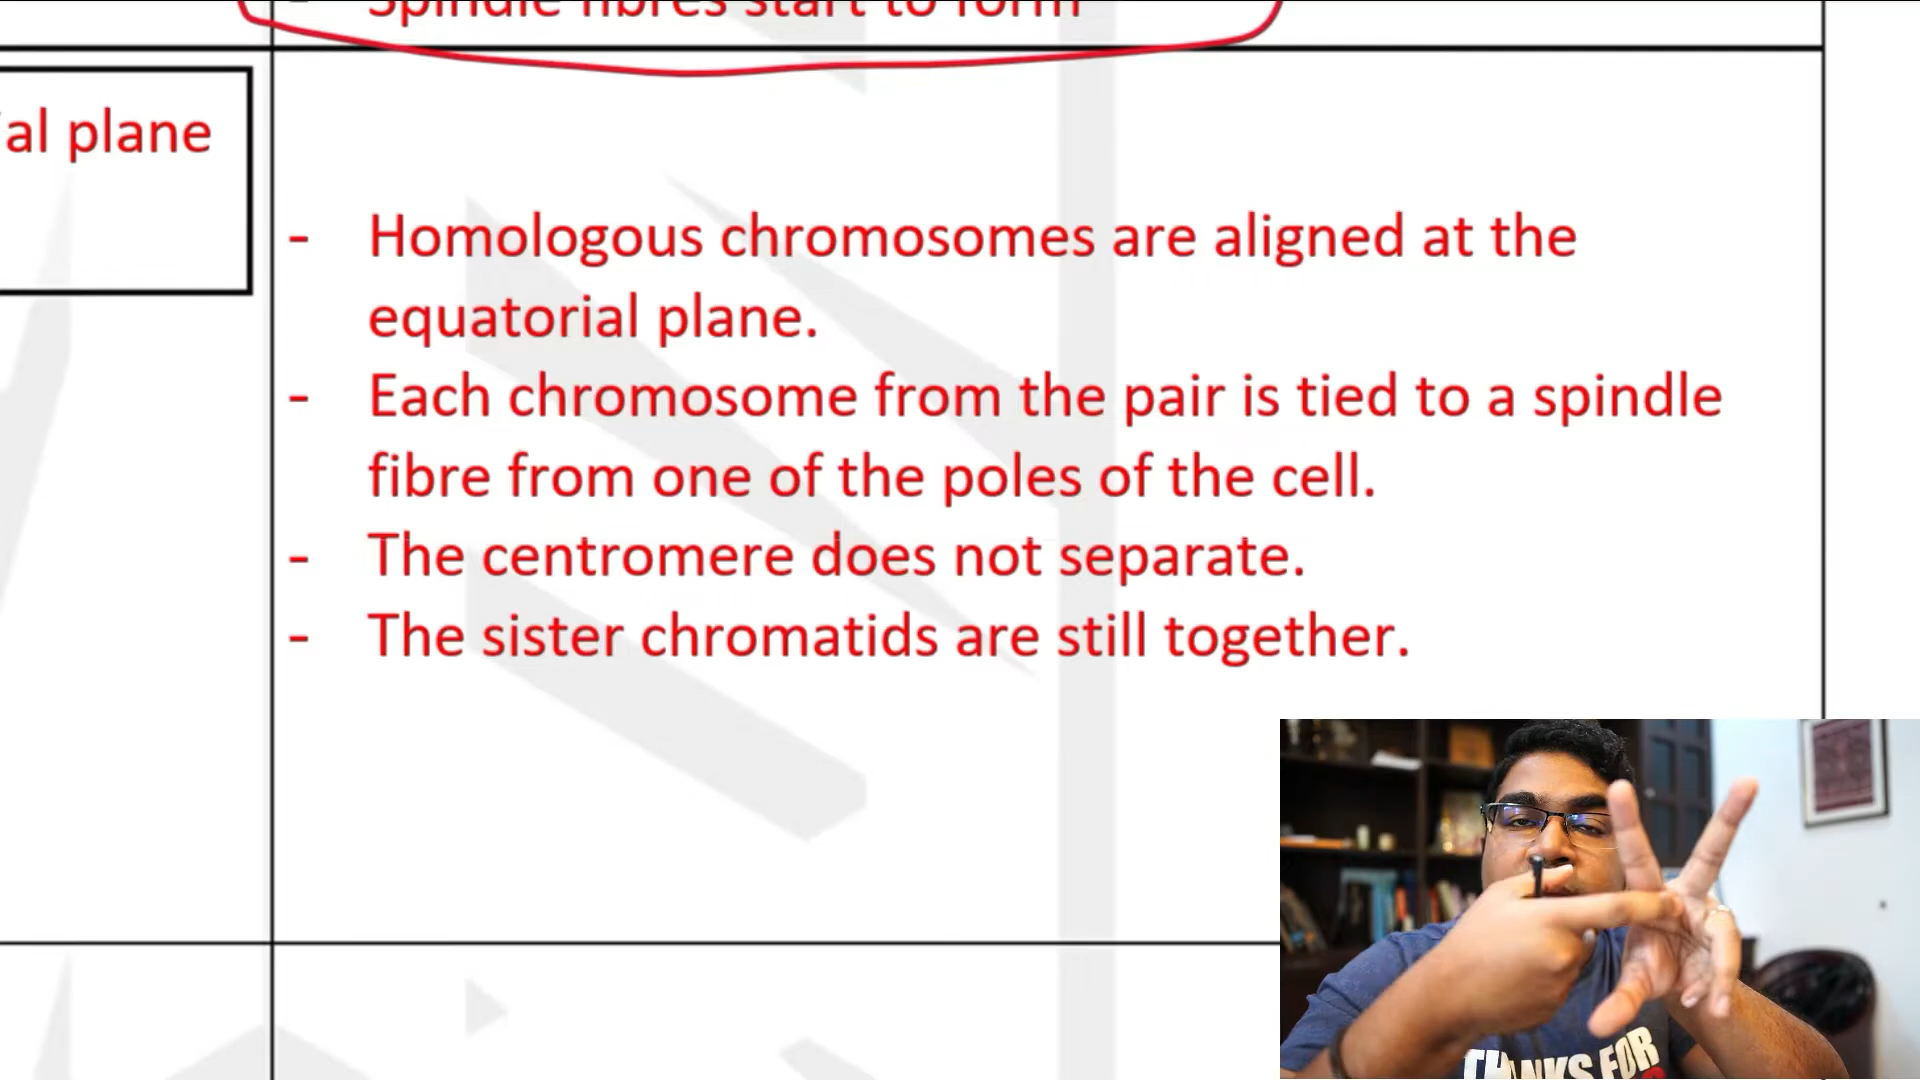 Spindle fibres start to form
al plane
- Homologous chromosomes are aligned at the
equatorial plane.
- Each chromosome from the pair is tied to a spindle
fibre from one of the poles of the cell.
- The centromere does not separate.
- The sister chromatids are still together.
THANKS FOR